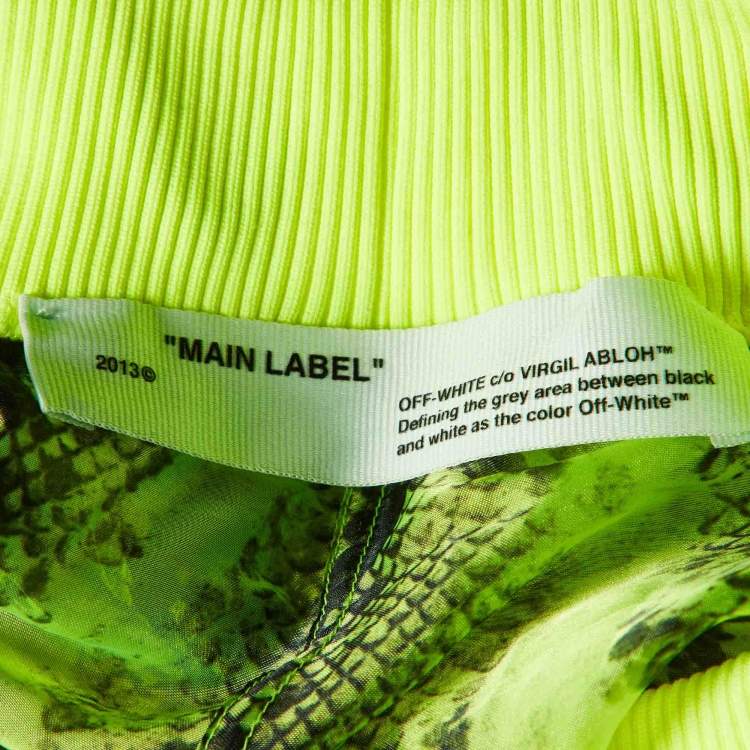 2013©
"MAIN LABEL"
OFF-WHITE c/o VIRGIL ABLOH™
Defining the grey area between black
and white as the color Off-White™